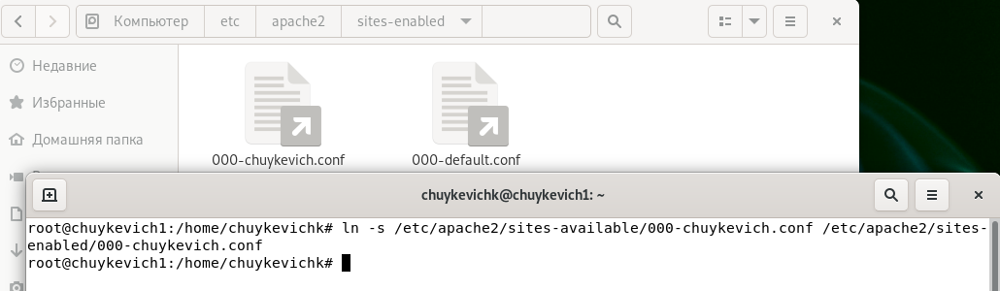 Компьютер etc apache2 sites-enabled
Недавние
Избранные
Домашняя папка
000-chuykevich.conf 000-default.conf
chuykevichk@chuykevich1: ~
root@chuykevich1:/home/chuykevichk# ln -s /etc/apache2/sites-available/000-chuykevich.conf /etc/apache2/sites-
enabled/000-chuykevich.conf
root@chuykevich1:/home/chuykevichk#